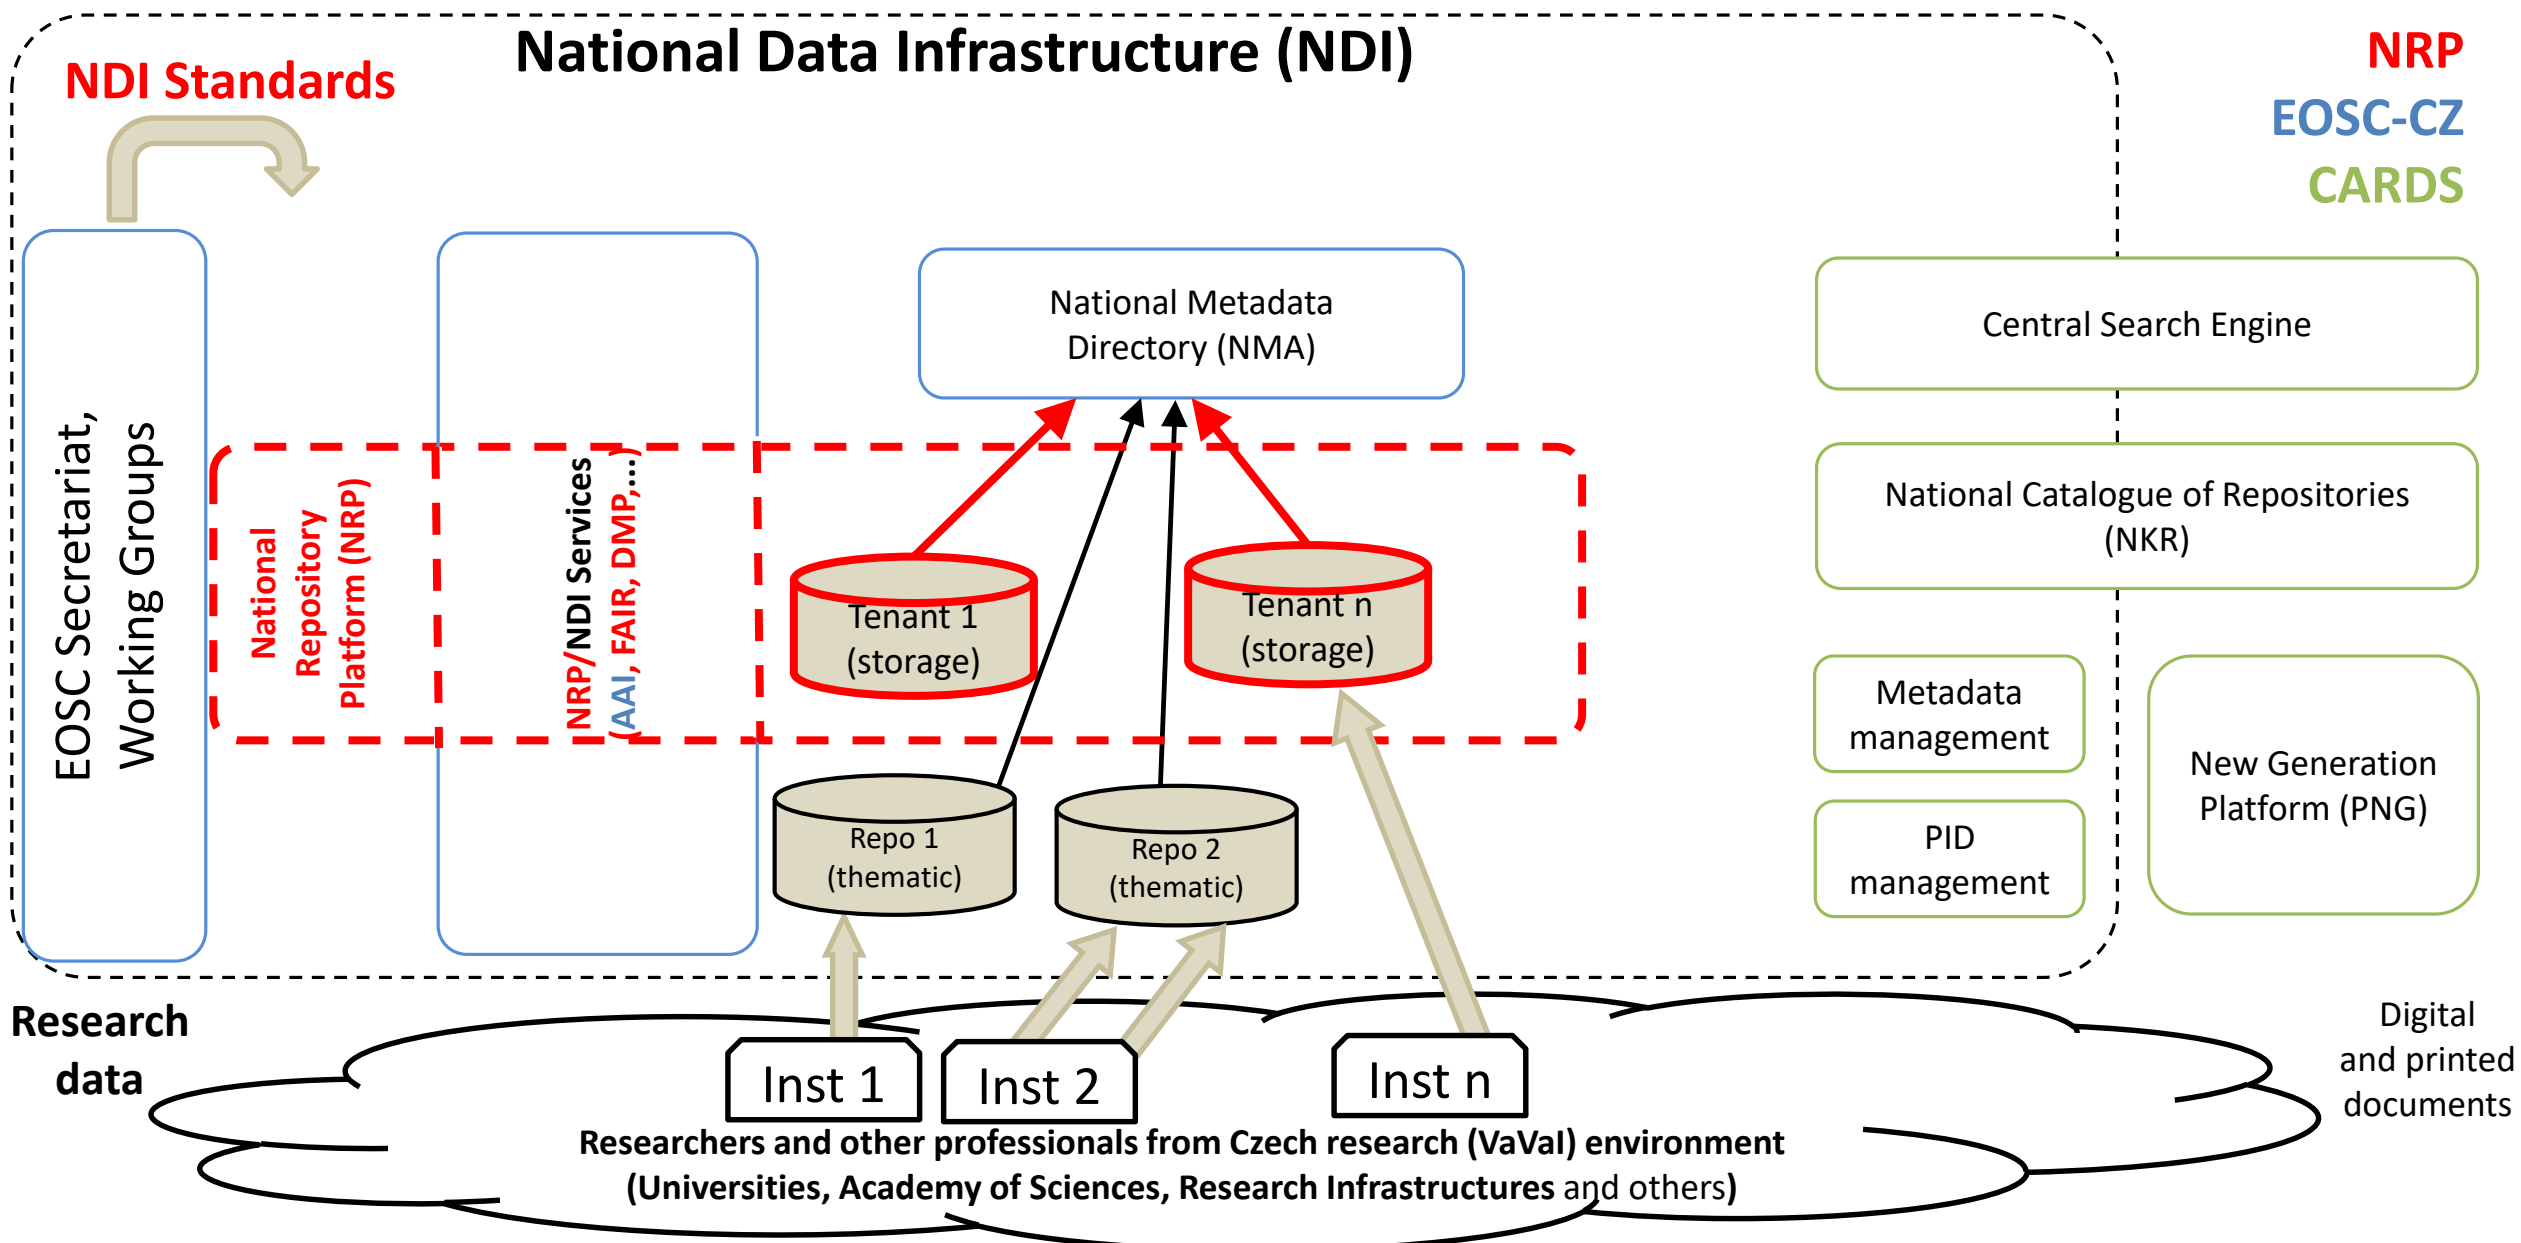 National Data Infrastructure (NDI)
NDI Standards
NRP
EOSC-CZ
CARDS
EOSC Secretariat,
Working Groups
National
Repository
Platform (NRP)
NRP/NDI Services
(AAI, FAIR, DMP,...)
National Metadata
Directory (NMA)
Tenant 1
(storage)
Tenant n
(storage)
Repo 1
(thematic)
Repo 2
(thematic)
Central Search Engine
National Catalogue of Repositories
(NKR)
Metadata
management
PID
management
New Generation
Platform (PNG)
Research
data
Inst 1
Inst 2
Inst n
Researchers and other professionals from Czech research (VaVaI) environment
(Universities, Academy of Sciences, Research Infrastructures and others)
Digital
and printed
documents